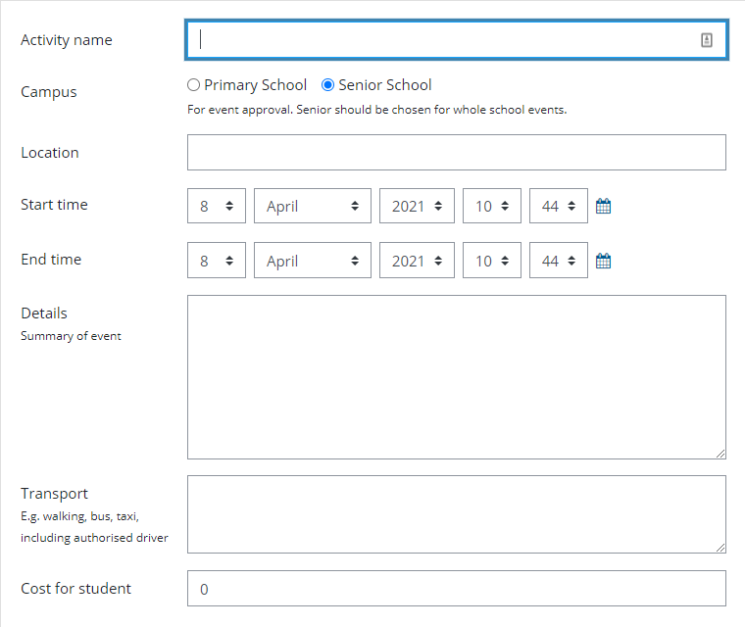 Activity name
Campus
Primary School Senior School
For event approval. Senior should be chosen for whole school events.
Location
Start time 8 April 2021 10 44
End time 8 April 2021 10 44
Details
Summary of event
Transport
E.g. walking, bus, taxi,
including authorised driver
Cost for student 0